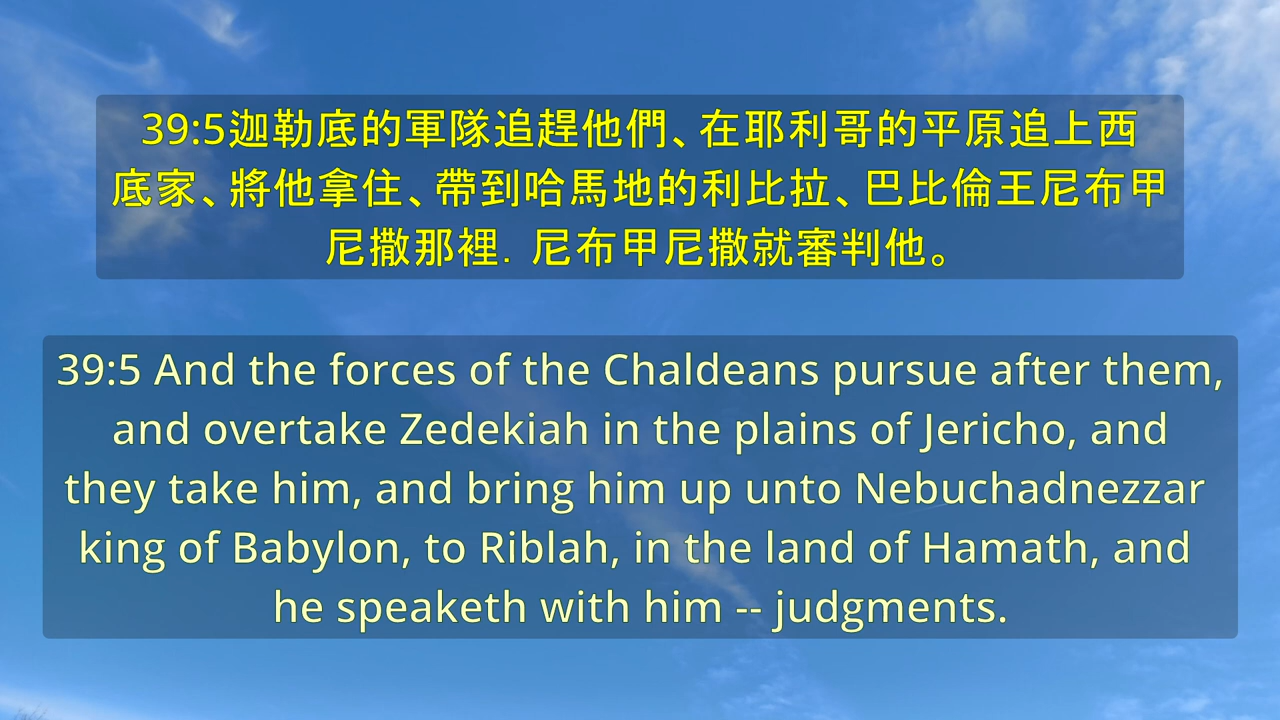 39:5迦勒底的軍隊追趕他們、在耶利哥的平原追上西
底家、將他拿住、帶到哈馬地的利比拉、巴比倫王尼布甲
尼撒那裡．尼布甲尼撒就審判他。
39:5 And the forces of the Chaldeans pursue after them,
and overtake Zedekiah in the plains of Jericho, and
they take him, and bring him up unto Nebuchadnezzar
king of Babylon, to Riblah, in the land of Hamath, and
he speaketh with him -- judgments.